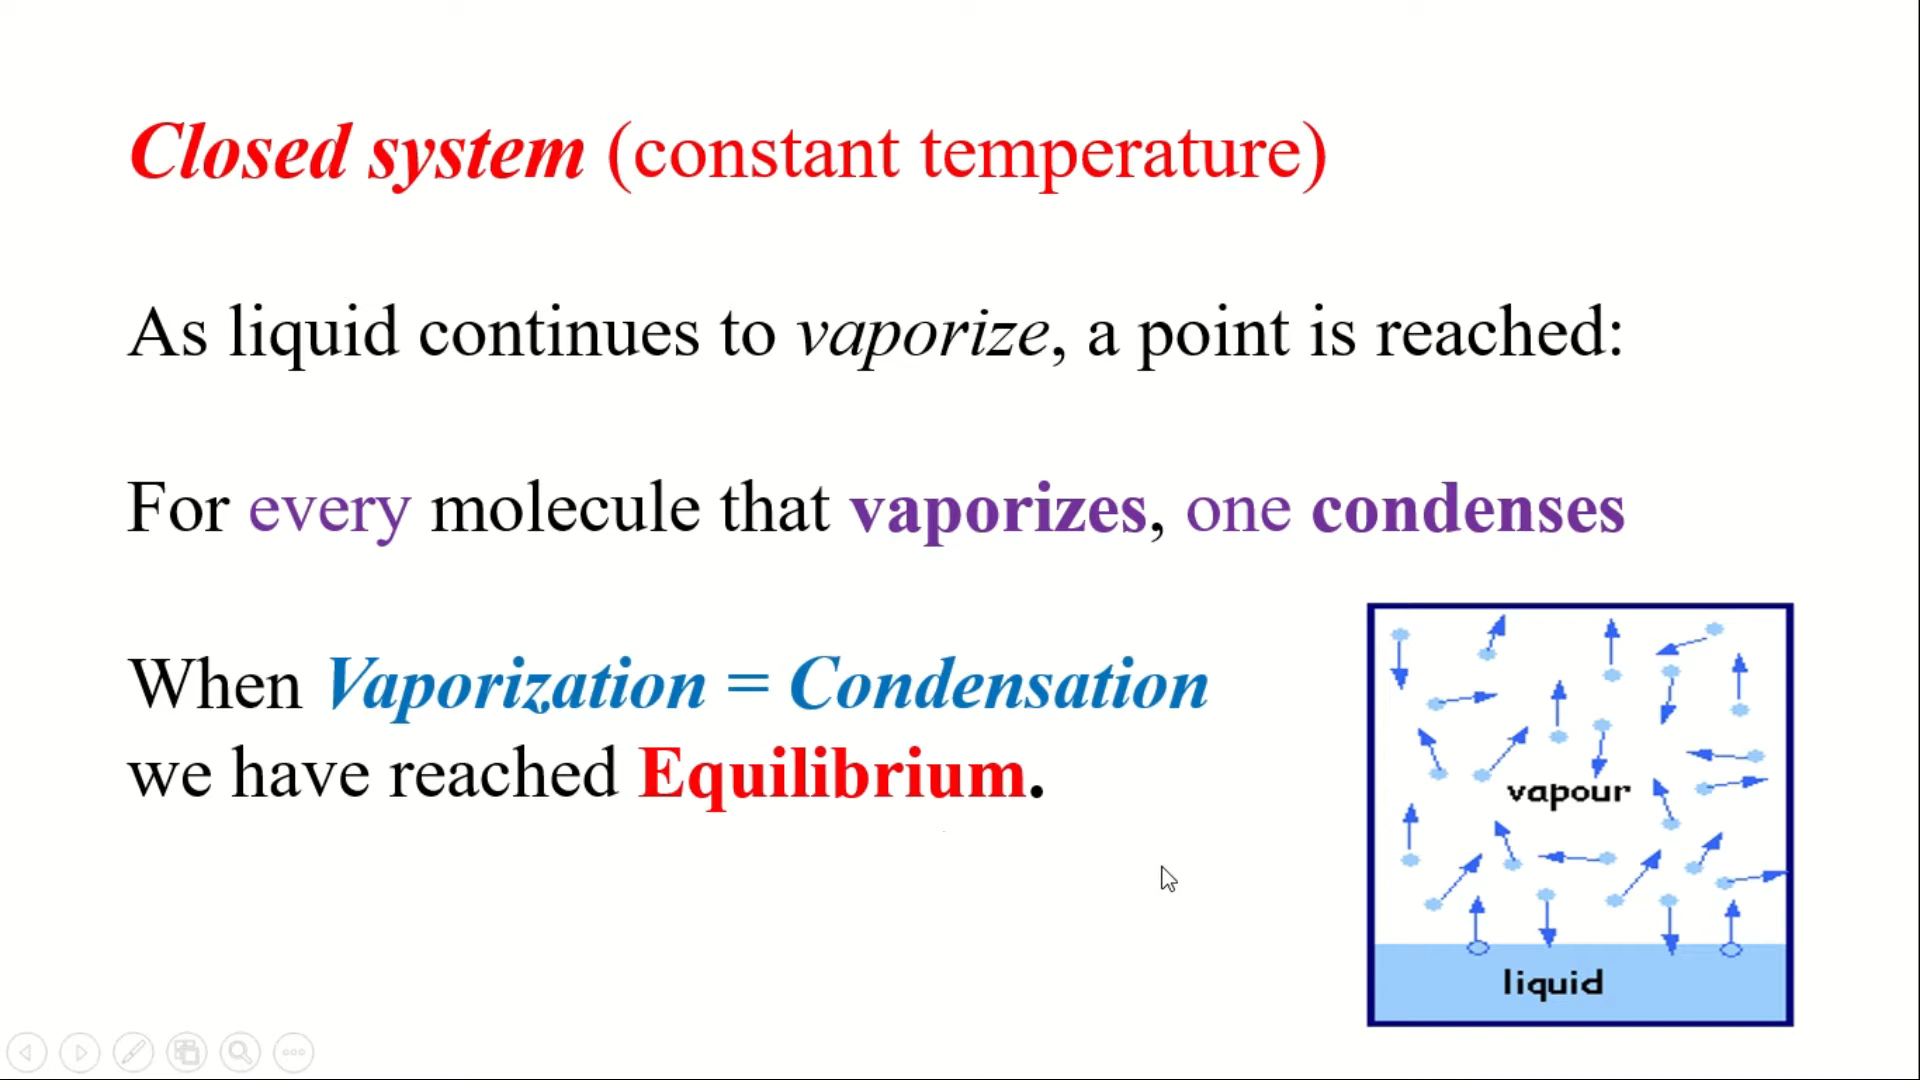 Closed system (constant temperature)
As liquid continues to vaporize, a point is reached:
For every molecule that vaporizes, one condenses
When Vaporization = Condensation
we have reached Equilibrium.
vapour
liquid